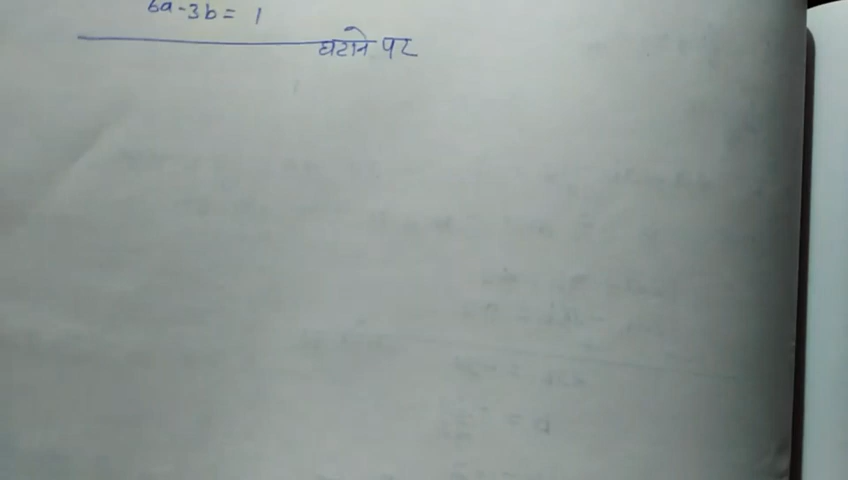 6a-3b = 1
घटाने पर